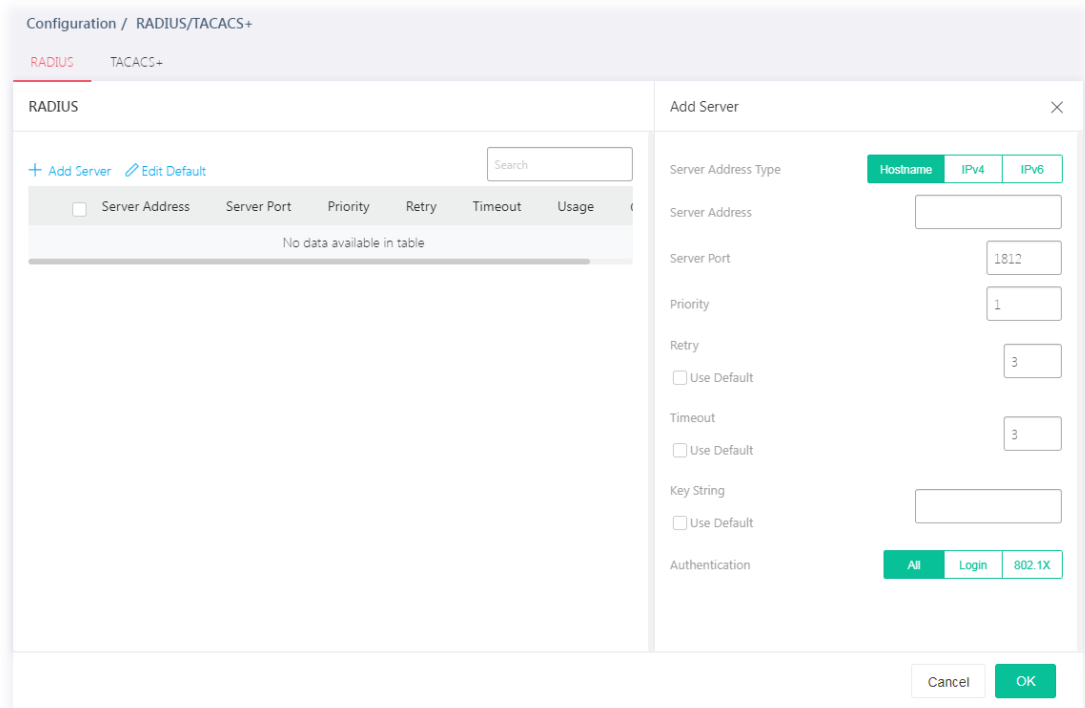 Configuration / RADIUS/TACACS+
RADIUS TACACS+
RADIUS
+ Add Server Edit Default
Search
Server Address Server Port Priority Retry Timeout Usage
No data available in table
Add Server
Server Address Type Hostname IPv4 IPv6
Server Address
Server Port 1812
Priority 1
Retry 3
Use Default
Timeout 3
Use Default
Key String
Use Default
Authentication All Login 802.1X
Cancel OK